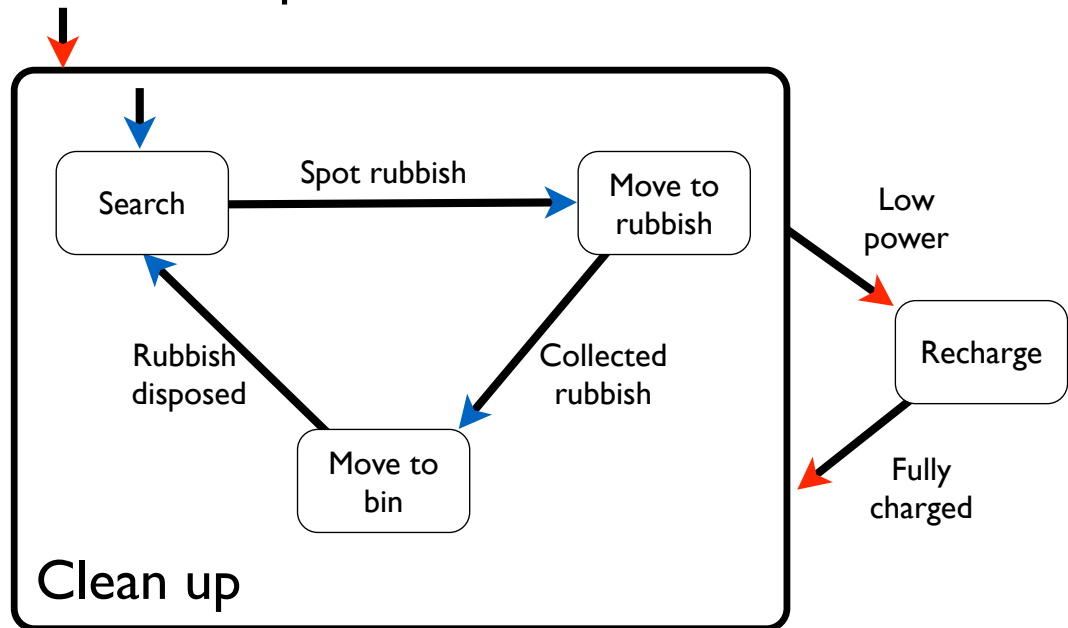 Search
Spot rubbish
Move to
rubbish
Low
power
Recharge
Rubbish
disposed
Collected
rubbish
Move to
bin
Fully
charged
Clean up